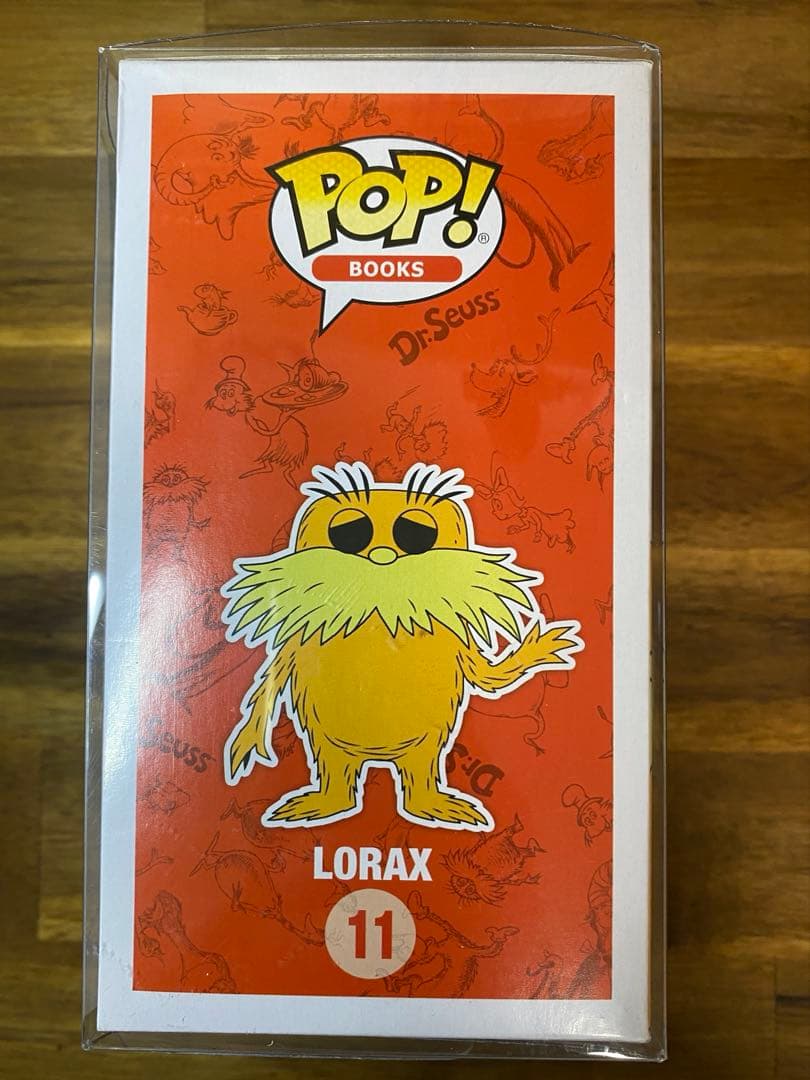 POP!
®
BOOKS
Dr. Seuss
Seuss
Dr. S
LORAX
11